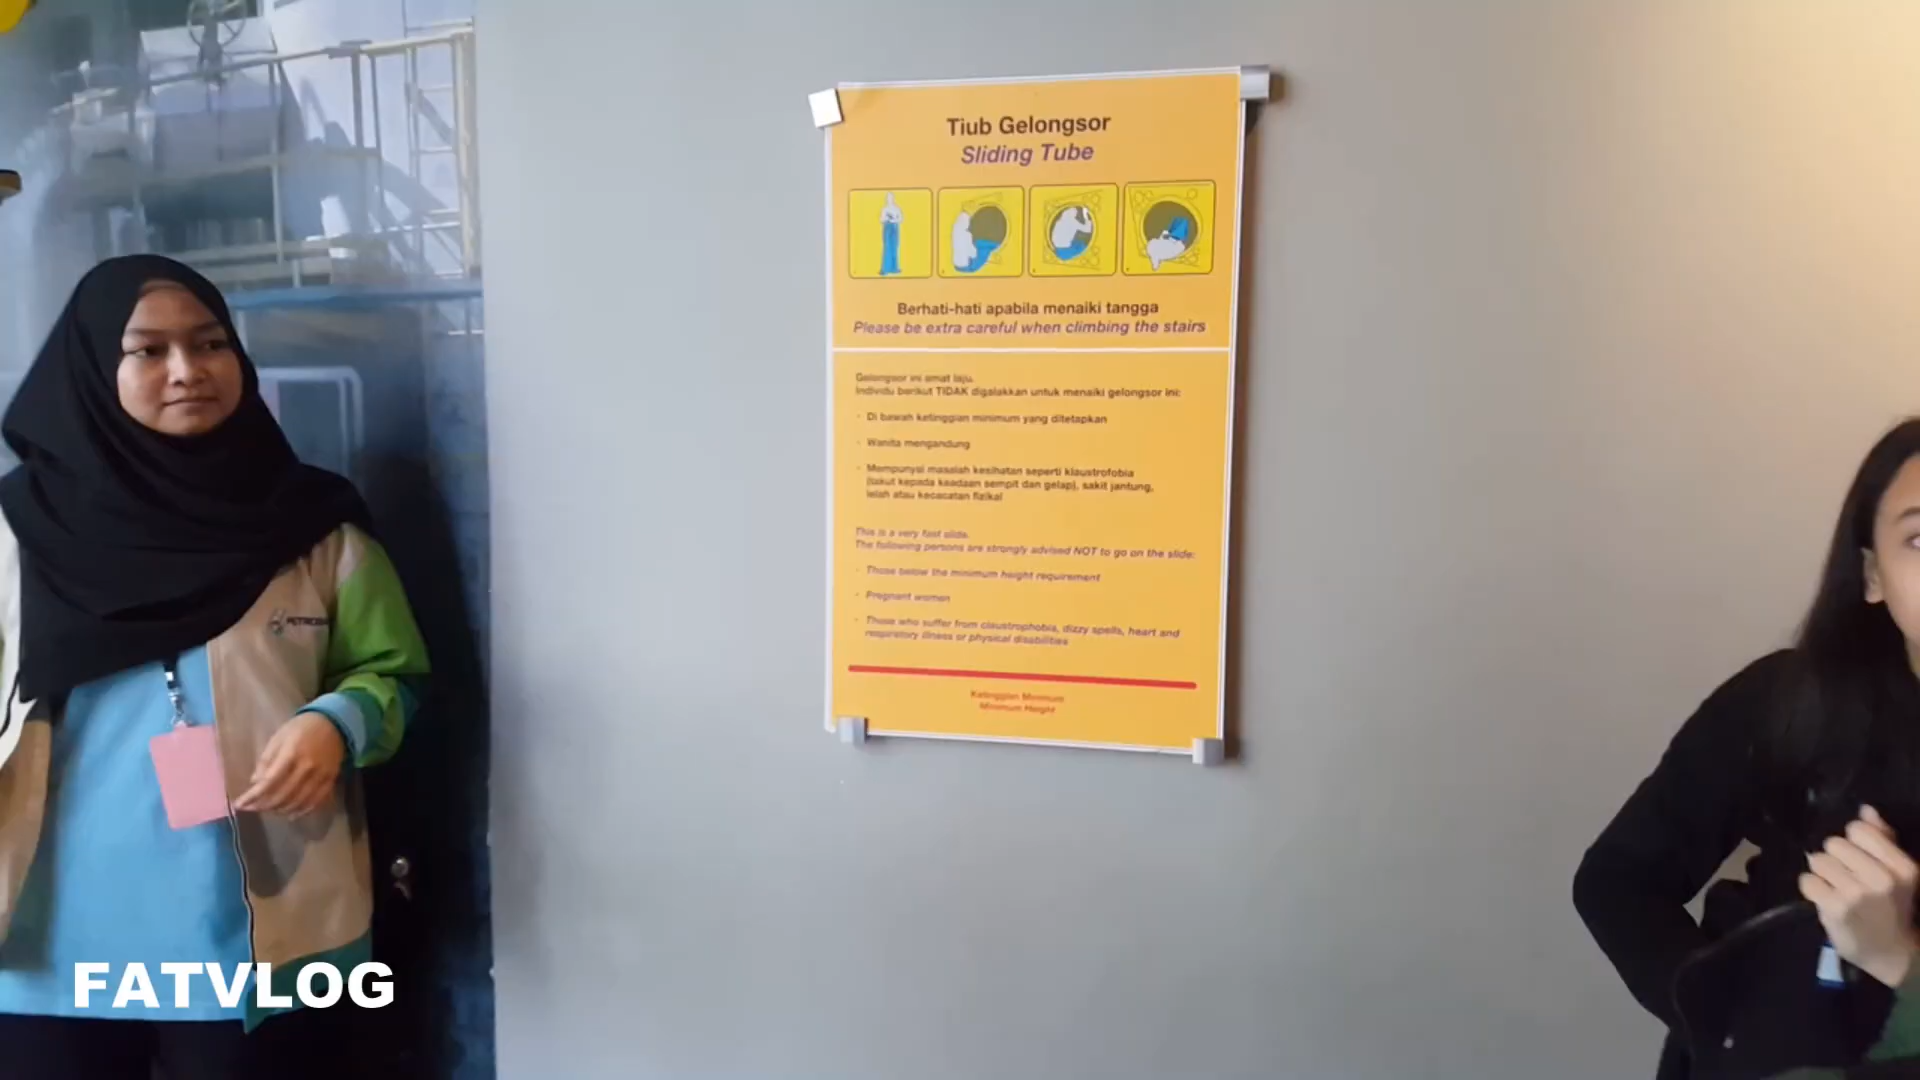 Tiub Gelongsor
Sliding Tube
Berhati-hati apabila menaiki tangga
Please be extra careful when climbing the stairs
Gelongsor ini amat laju.
Individu berikut TIDAK digalakkan untuk menaiki gelongsor ini:
- Di bawah ketinggian minimum yang ditetapkan
- Wanita mengandung
- Mempunyai masalah kesihatan seperti klaustrofobia
(takut kepada keadaan sempit dan gelap), sakit jantung,
lelah atau kecacatan fizikal
This is a very fast slide.
The following persons are strongly advised NOT to go on the slide:
- Those below the minimum height requirement
- Pregnant women
- Those who suffer from claustrophobia, dizzy spells, heart and
respiratory illness or physical disabilities
Ketinggian Minimum
Minimum Height
FATVLOG